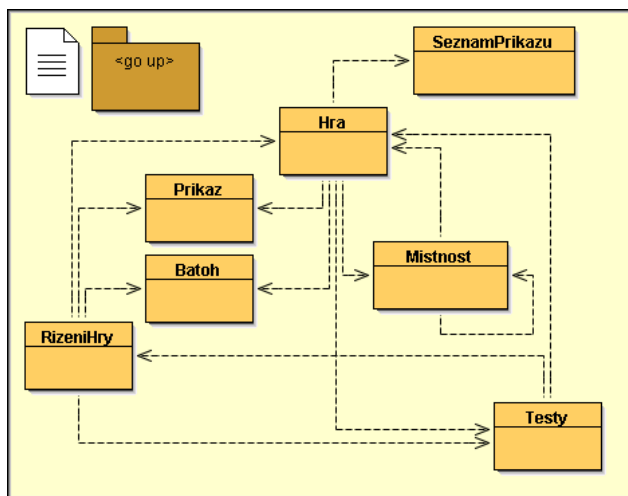 SeznamPrikazu
<go up>
Hra
Prikaz
Mistnost
Batoh
RizeniHry
Testy